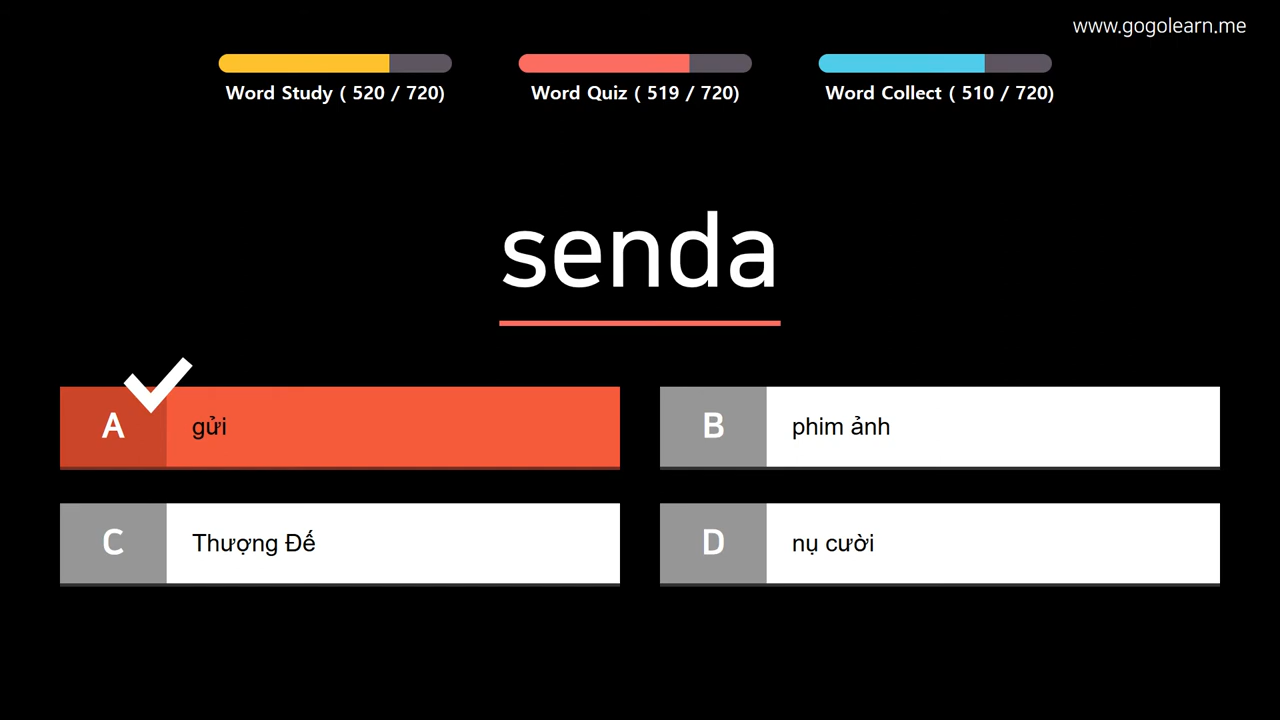 www.gogolearn.me
Word Study ( 520 / 720)
Word Quiz ( 519 / 720)
Word Collect ( 510 / 720)
senda
A gửi
B phim ảnh
C Thượng Đế
D nụ cười